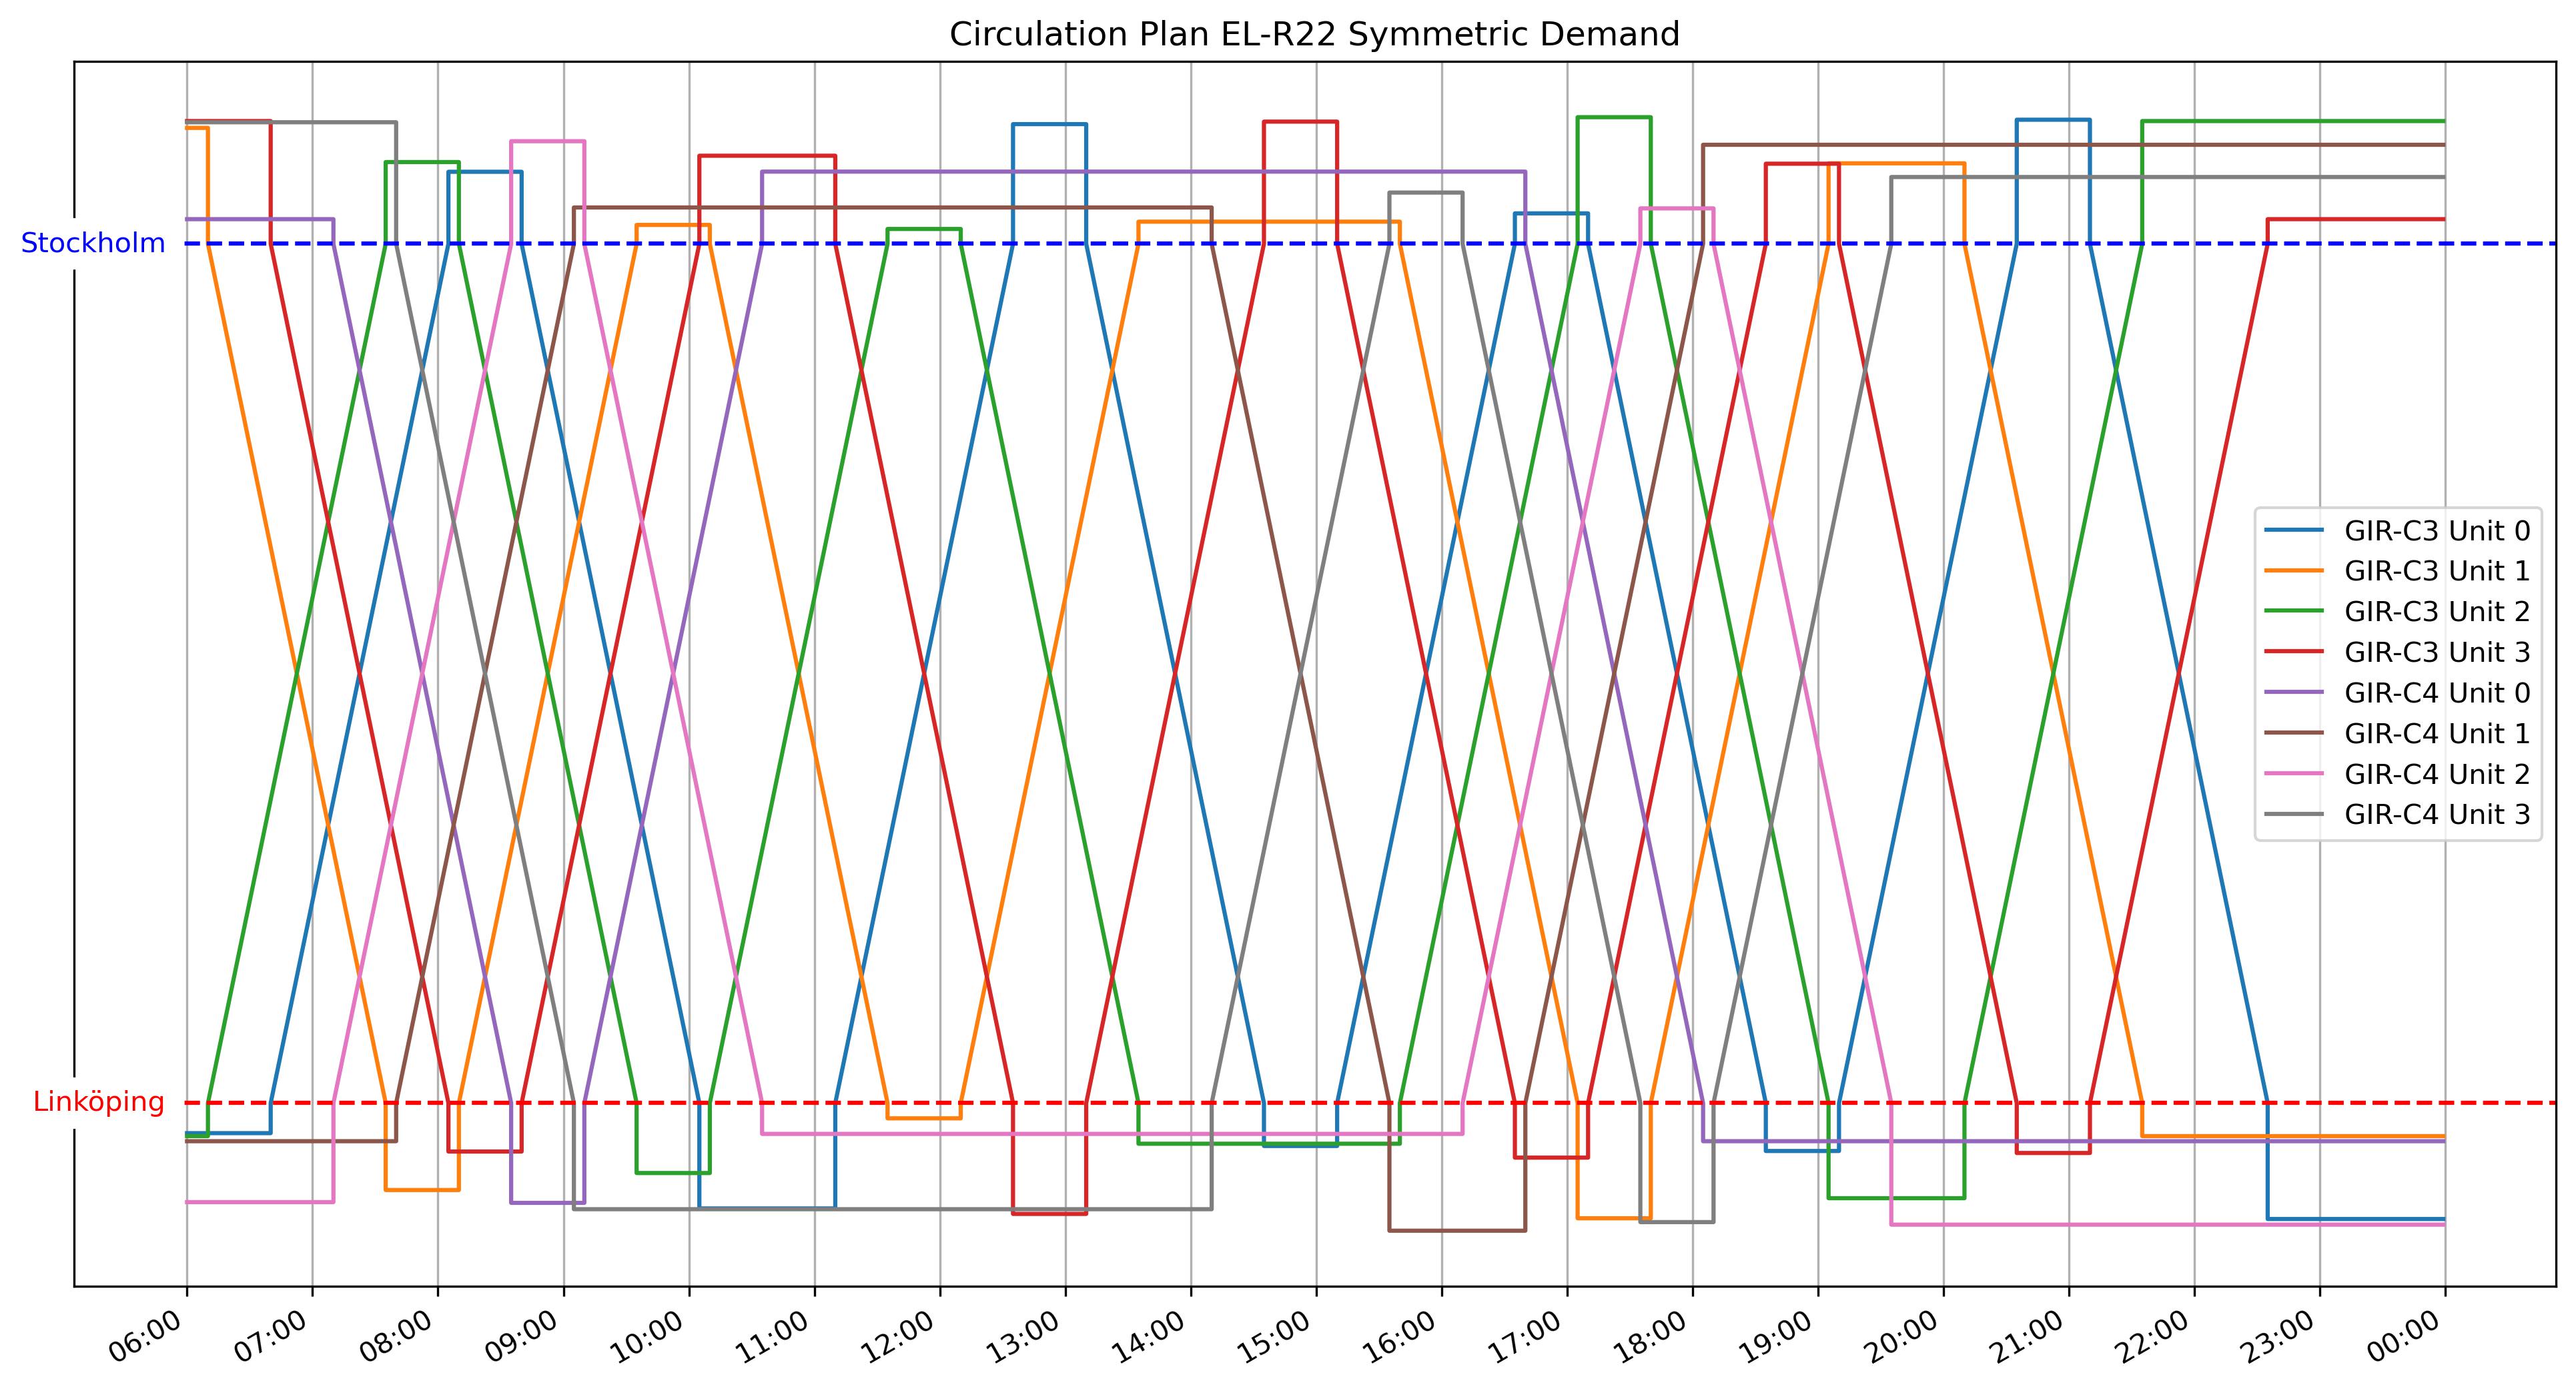 Circulation Plan EL-R22 Symmetric Demand
Stockholm
Linköping
GIR-C3 Unit 0
GIR-C3 Unit 1
GIR-C3 Unit 2
GIR-C3 Unit 3
GIR-C4 Unit 0
GIR-C4 Unit 1
GIR-C4 Unit 2
GIR-C4 Unit 3
06:00 07:00 08:00 09:00 10:00 11:00 12:00 13:00 14:00 15:00 16:00 17:00 18:00 19:00 20:00 21:00 22:00 23:00 00:00